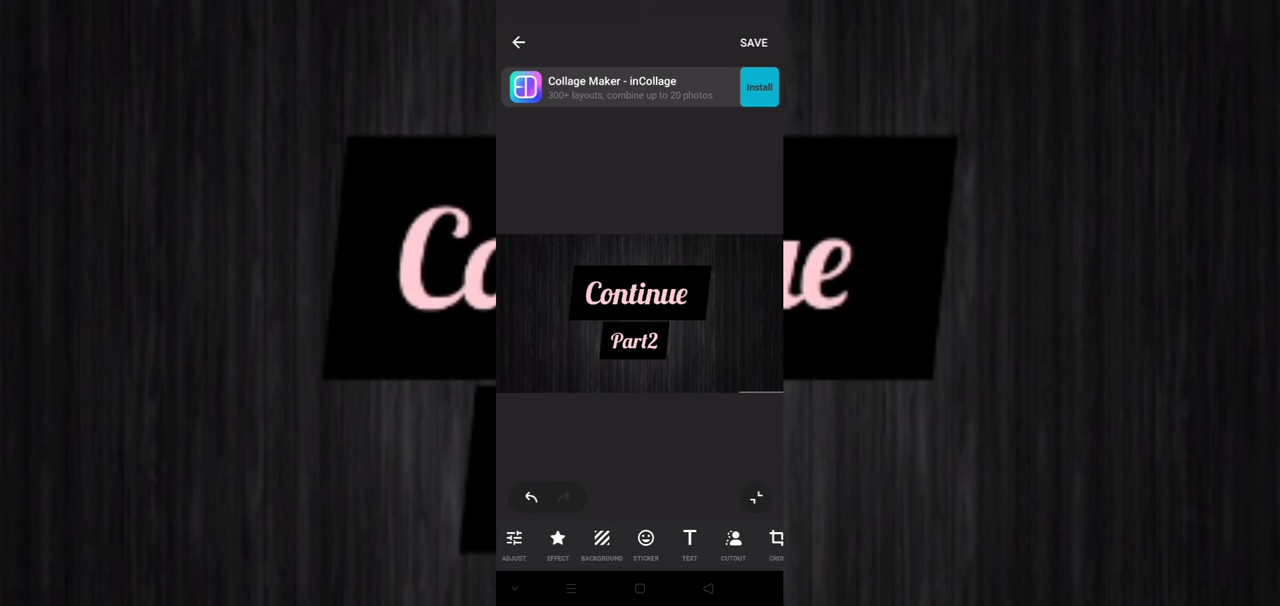 SAVE
Collage Maker - inCollage
300+ layouts, combine up to 20 photos
Install
Continue
Part2
ADJUST
EFFECT
BACKGROUND
STICKER
TEXT
CUTOUT
CRO